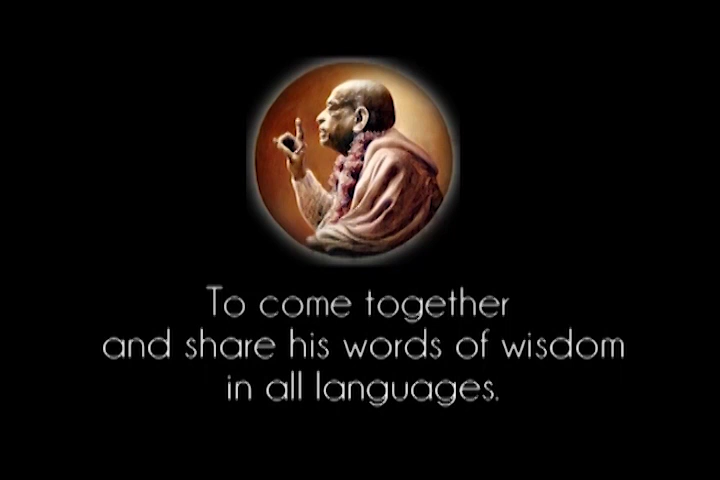 To come together
and share his words of wisdom
in all languages.